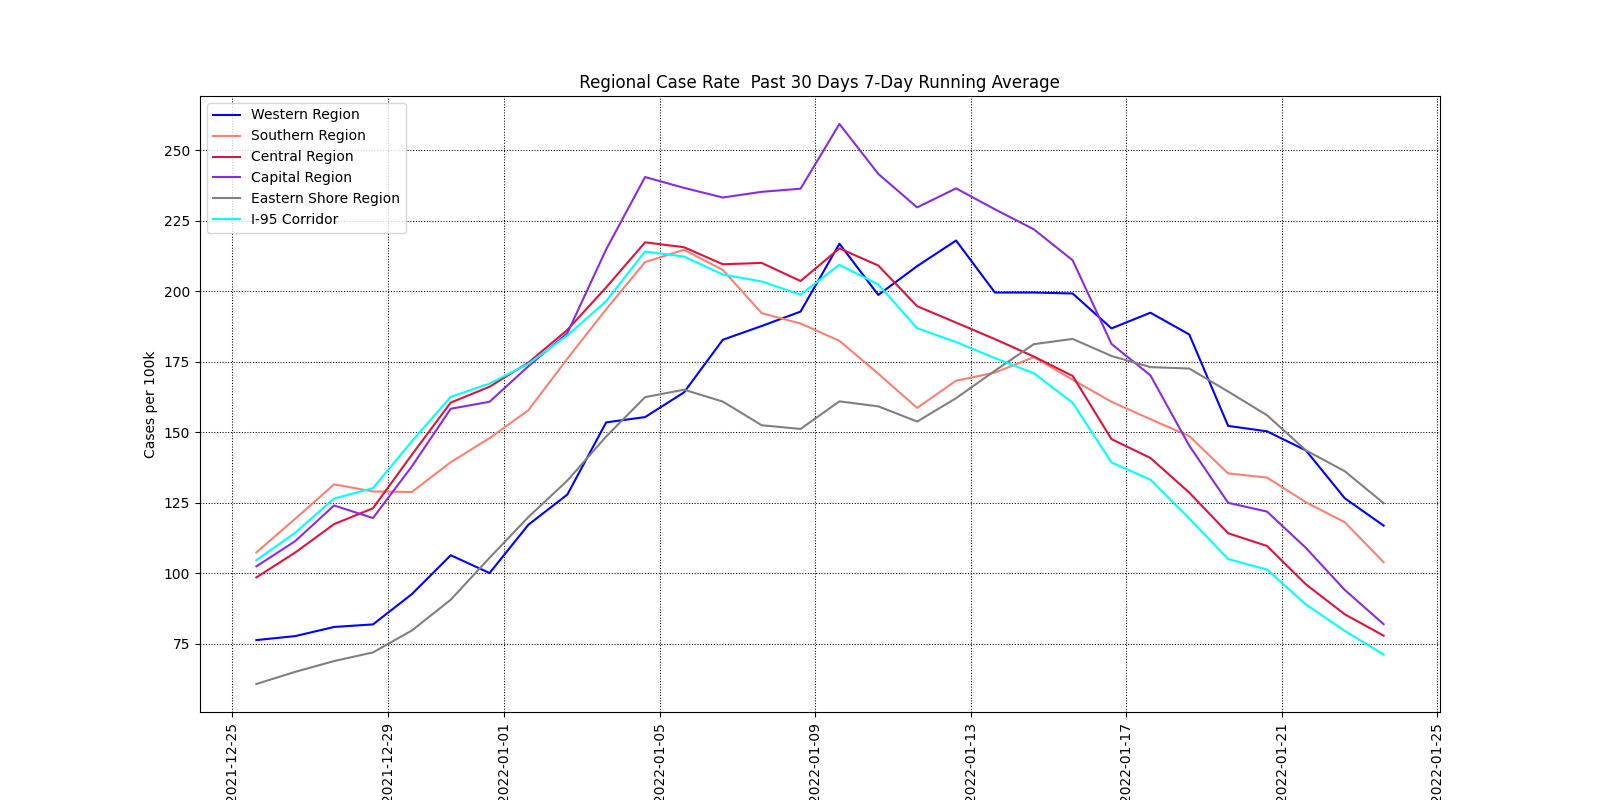 Regional Case Rate  Past 30 Days 7-Day Running Average
Western Region
Southern Region
Central Region
Capital Region
Eastern Shore Region
I-95 Corridor
Cases per 100k
250
225
200
175
150
125
100
75
2021-12-25
2021-12-29
2022-01-01
2022-01-05
2022-01-09
2022-01-13
2022-01-17
2022-01-21
2022-01-25